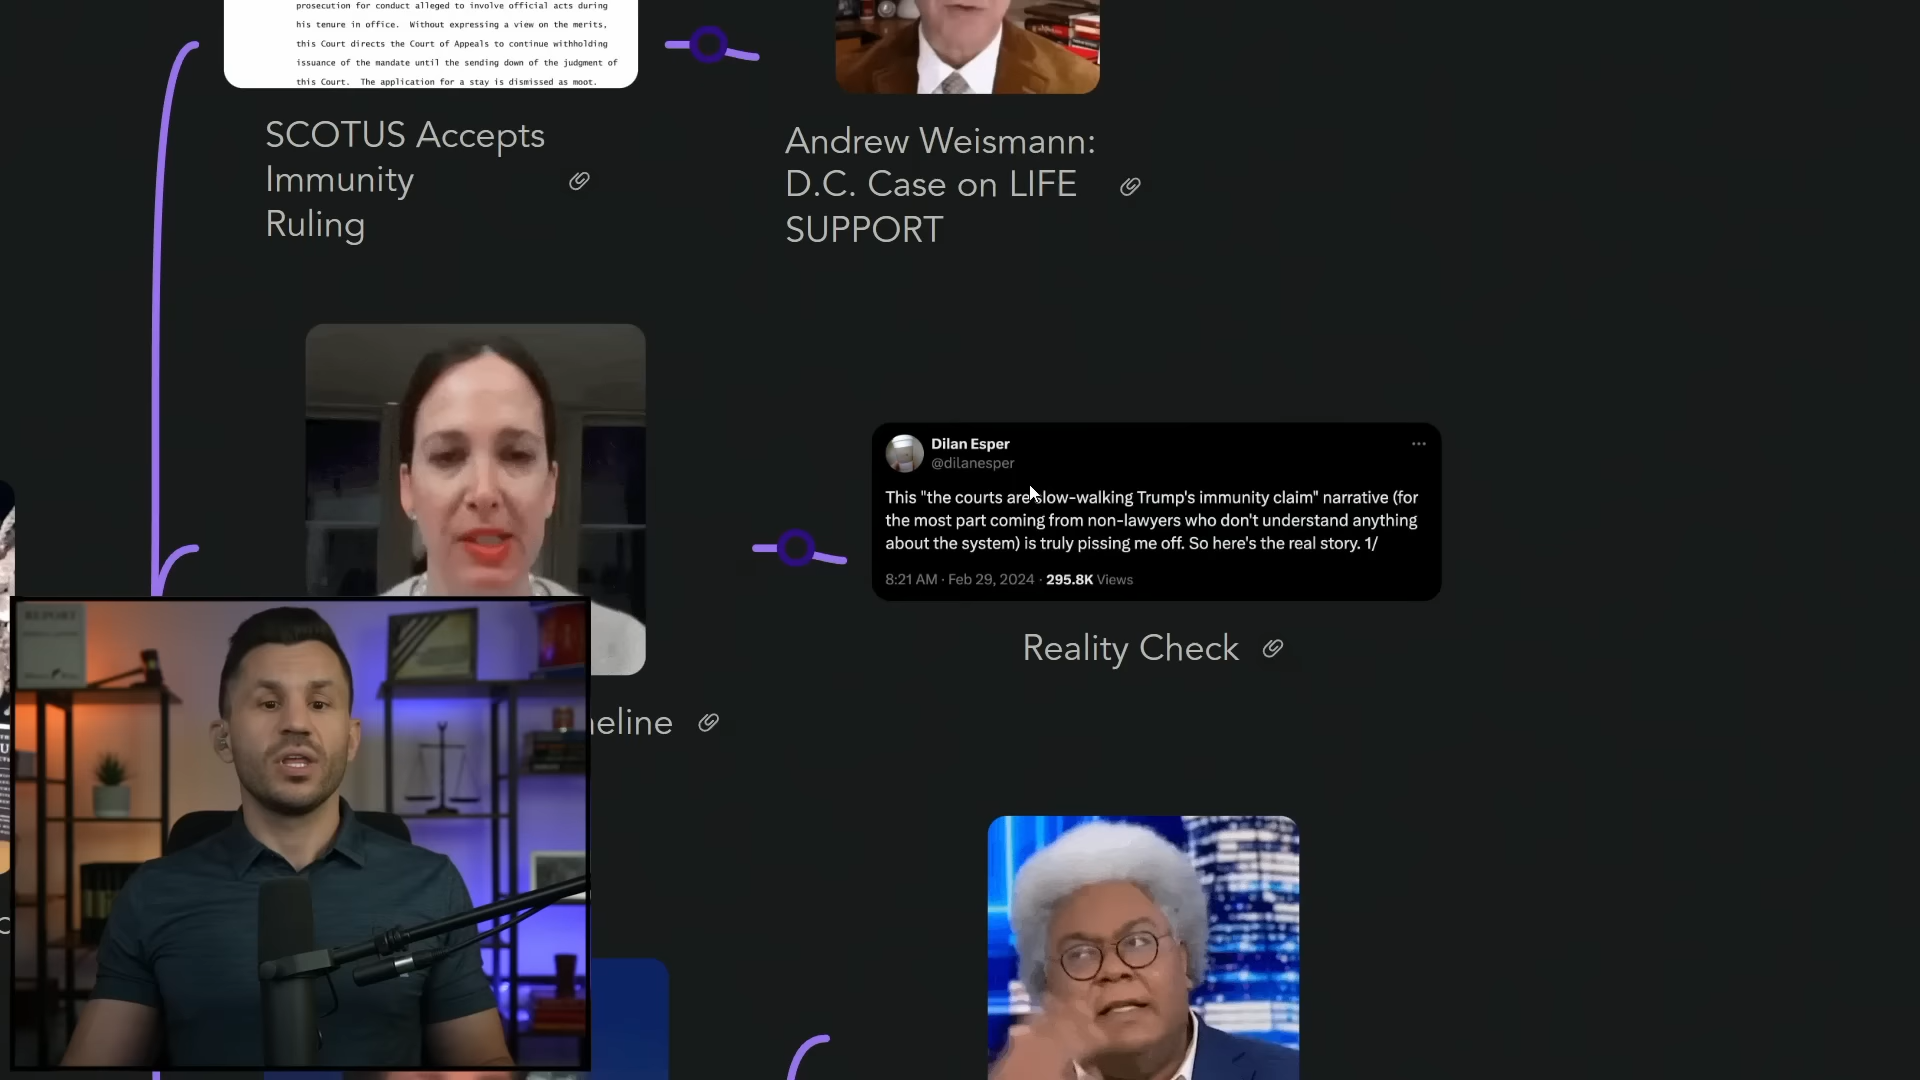 prosecution for conduct alleged to involve official acts during
his tenure in office. Without expressing a view on the merits,
this Court directs the Court of Appeals to continue withholding
issuance of the mandate until the sending down of the judgment of
this Court. The application for a stay is dismissed as moot.
SCOTUS Accepts
Immunity
Ruling
Andrew Weismann:
D.C. Case on LIFE
SUPPORT
Dilan Esper
@dilanesper
This "the courts are slow-walking Trump's immunity claim" narrative (for
the most part coming from non-lawyers who don't understand anything
about the system) is truly pissing me off. So here's the real story. 1/
8:21 AM · Feb 29, 2024 · 295.8K Views
Reality Check
eline
REPORT